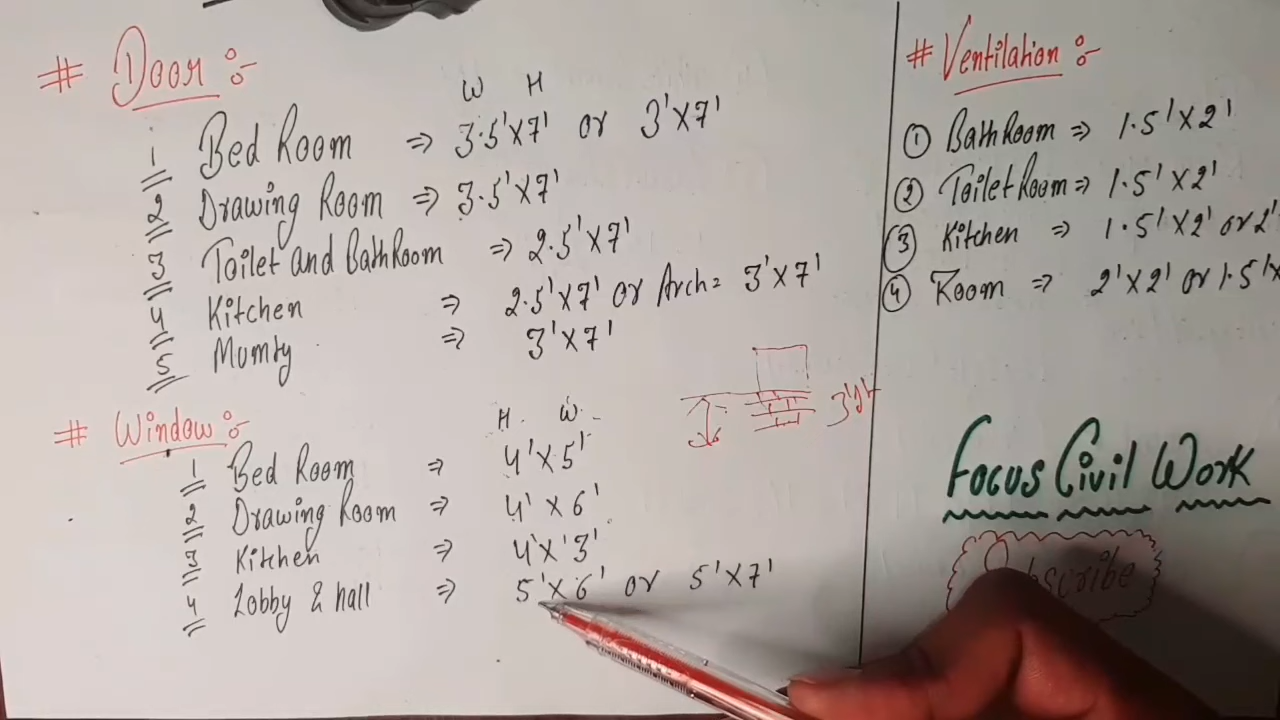 # Door :-
W H
1 Bed Room ⇒ 3.5'X7' or 3'X7'
2 Drawing Room ⇒ 3.5'X7'
3 Toilet and BathRoom ⇒ 2.5'X7'
4 Kitchen ⇒ 2.5'X7' or Arch = 3'X7'
5 Mumty ⇒ 3'X7'
# Window :-
H. W.
1 Bed Room ⇒ 4'X5'
2 Drawing Room ⇒ 4'X6'
3 Kitchen ⇒ 4'X'3'
4 Lobby & hall ⇒ 5'X6' or 5'X7'
# Ventilation :-
1 BathRoom ⇒ 1.5'X2'
2 ToiletRoom ⇒ 1.5'X2'
3 Kitchen ⇒ 1.5'X2' or 2'
4 Room ⇒ 2'X2' or 1.5'X
Focus Civil Work